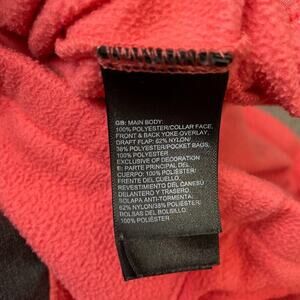 GB: MAIN BODY:
100% POLYESTER/COLLAR FACE,
FRONT & BACK YOKE OVERLAY,
DRAFT FLAP: 62% NYLON/
38% POLYESTER/POCKET BAGS,
100% POLYESTER
EXCLUSIVE OF DECORATION
E: PARTE PRINCIPAL DEL
CUERPO: 100% POLIÉSTER/
FRENTE DEL CUELLO,
REVESTIMIENTO DEL CANESÚ
DELANTERO Y TRASERO,
SOLAPA ANTI-TORMENTA:
62% NYLON/38% POLIÉSTER/
BOLSAS DEL BOLSILLO:
100% POLIÉSTER